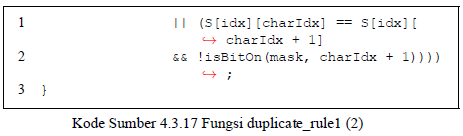 1 || (S[idx][charIdx] == S[idx][
↪ charIdx + 1]
2 && !isBitOn(mask, charIdx + 1))))
↪ ;
3 }
Kode Sumber 4.3.17 Fungsi duplicate_rule1 (2)